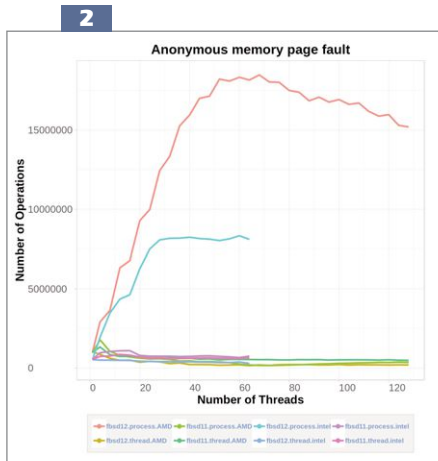 2
Anonymous memory page fault
Number of Operations
15000000
10000000
5000000
0
0 20 40 60 80 100 120
Number of Threads
fbsd12.process.AMD fbsd11.process.AMD fbsd12.process.intel fbsd11.process.intel
fbsd12.thread.AMD fbsd11.thread.AMD fbsd12.thread.intel fbsd11.thread.intel